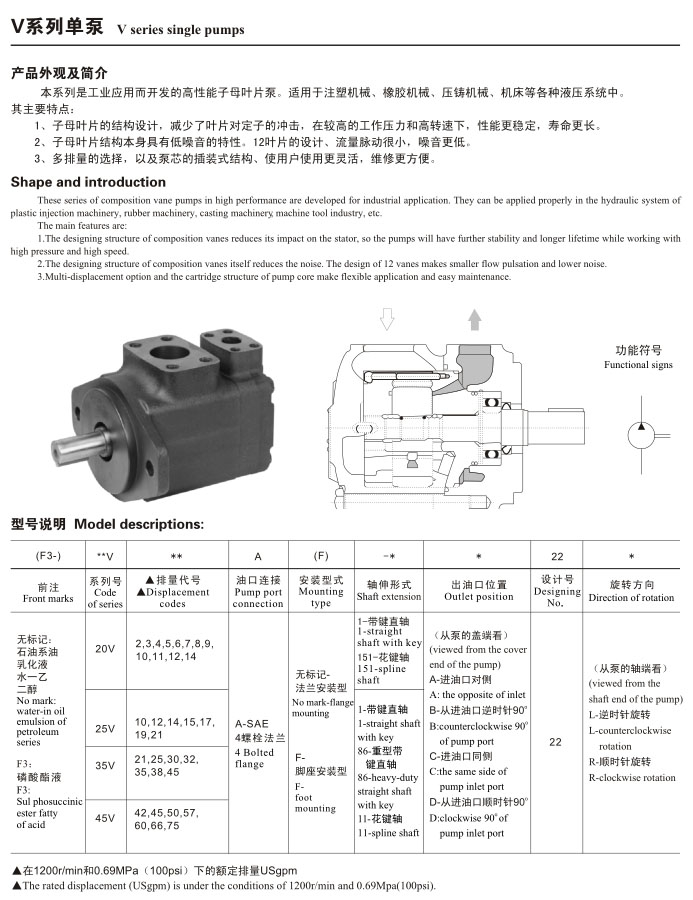 V系列单泵 V series single pumps
产品外观及简介
本系列是工业应用而开发的高性能子母叶片泵。适用于注塑机械、橡胶机械、压铸机械、机床等各种液压系统中。
其主要特点：
1、子母叶片的结构设计，减少了叶片对定子的冲击，在较高的工作压力和高转速下，性能更稳定，寿命更长。
2、子母叶片结构本身具有低噪音的特性。12叶片的设计、流量脉动很小，噪音更低。
3、多排量的选择，以及泵芯的插装式结构、使用户使用更灵活，维修更方便。
Shape and introduction
These series of composition vane pumps in high performance are developed for industrial application. They can be applied properly in the hydraulic system of
plastic injection machinery, rubber machinery, casting machinery, machine tool industry, etc.
The main features are:
1.The designing structure of composition vanes reduces its impact on the stator, so the pumps will have further stability and longer lifetime while working with
high pressure and high speed.
2.The designing structure of composition vanes itself reduces the noise. The design of 12 vanes makes smaller flow pulsation and lower noise.
3.Multi-displacement option and the cartridge structure of pump core make flexible application and easy maintenance.
功能符号
Functional signs
型号说明 Model descriptions:
(F3-) **V ** A (F) -* * 22 *
前注
Front marks
系列号
Code
of series
▲排量代号
▲Displacement
codes
油口连接
Pump port
connection
安装型式
Mounting
type
轴伸形式
Shaft extension
出油口位置
Outlet position
设计号
Designing
No.
旋转方向
Direction of rotation
无标记：
石油系油
乳化液
水一乙
二醇
No mark:
water-in oil
emulsion of
petroleum
series
F3：
磷酸酯液
F3:
Sul phosuccinic
ester fatty
of acid
20V
2,3,4,5,6,7,8,9,
10,11,12,14
25V
10,12,14,15,17,
19,21
35V
21,25,30,32,
35,38,45
45V
42,45,50,57,
60,66,75
A-SAE
4螺栓法兰
4 Bolted
flange
无标记-
法兰安装型
No mark-flange
mounting
F-
脚座安装型
F-
foot
mounting
1-带键直轴
1-straight
shaft with key
151-花键轴
151-spline
shaft
1-带键直轴
1-straight shaft
with key
86-重型带
键直轴
86-heavy-duty
straight shaft
with key
11-花键轴
11-spline shaft
（从泵的盖端看）
(viewed from the cover
end of the pump)
A-进油口对侧
A: the opposite of inlet
B-从进油口逆时针90°
B:counterclockwise 90°
of pump port
C-进油口同侧
C:the same side of
pump inlet port
D-从进油口顺时针90°
D:clockwise 90° of
pump inlet port
22
（从泵的轴端看）
(viewed from the
shaft end of the pump)
L-逆时针旋转
L-counterclockwise
rotation
R-顺时针旋转
R-clockwise rotation
▲在1200r/min和0.69MPa（100psi）下的额定排量USgpm
▲The rated displacement (USgpm) is under the conditions of 1200r/min and 0.69Mpa(100psi).